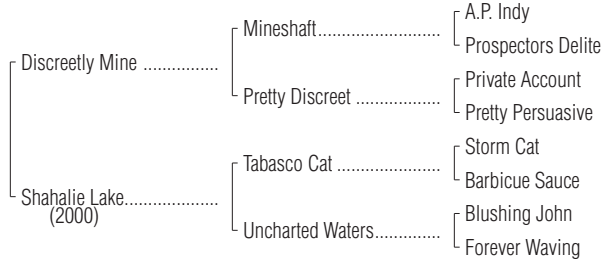 A.P. Indy
Mineshaft
Prospectors Delite
Discreetly Mine
Private Account
Pretty Discreet
Pretty Persuasive
Storm Cat
Tabasco Cat
Barbicue Sauce
Shahalie Lake
(2000)
Blushing John
Uncharted Waters
Forever Waving